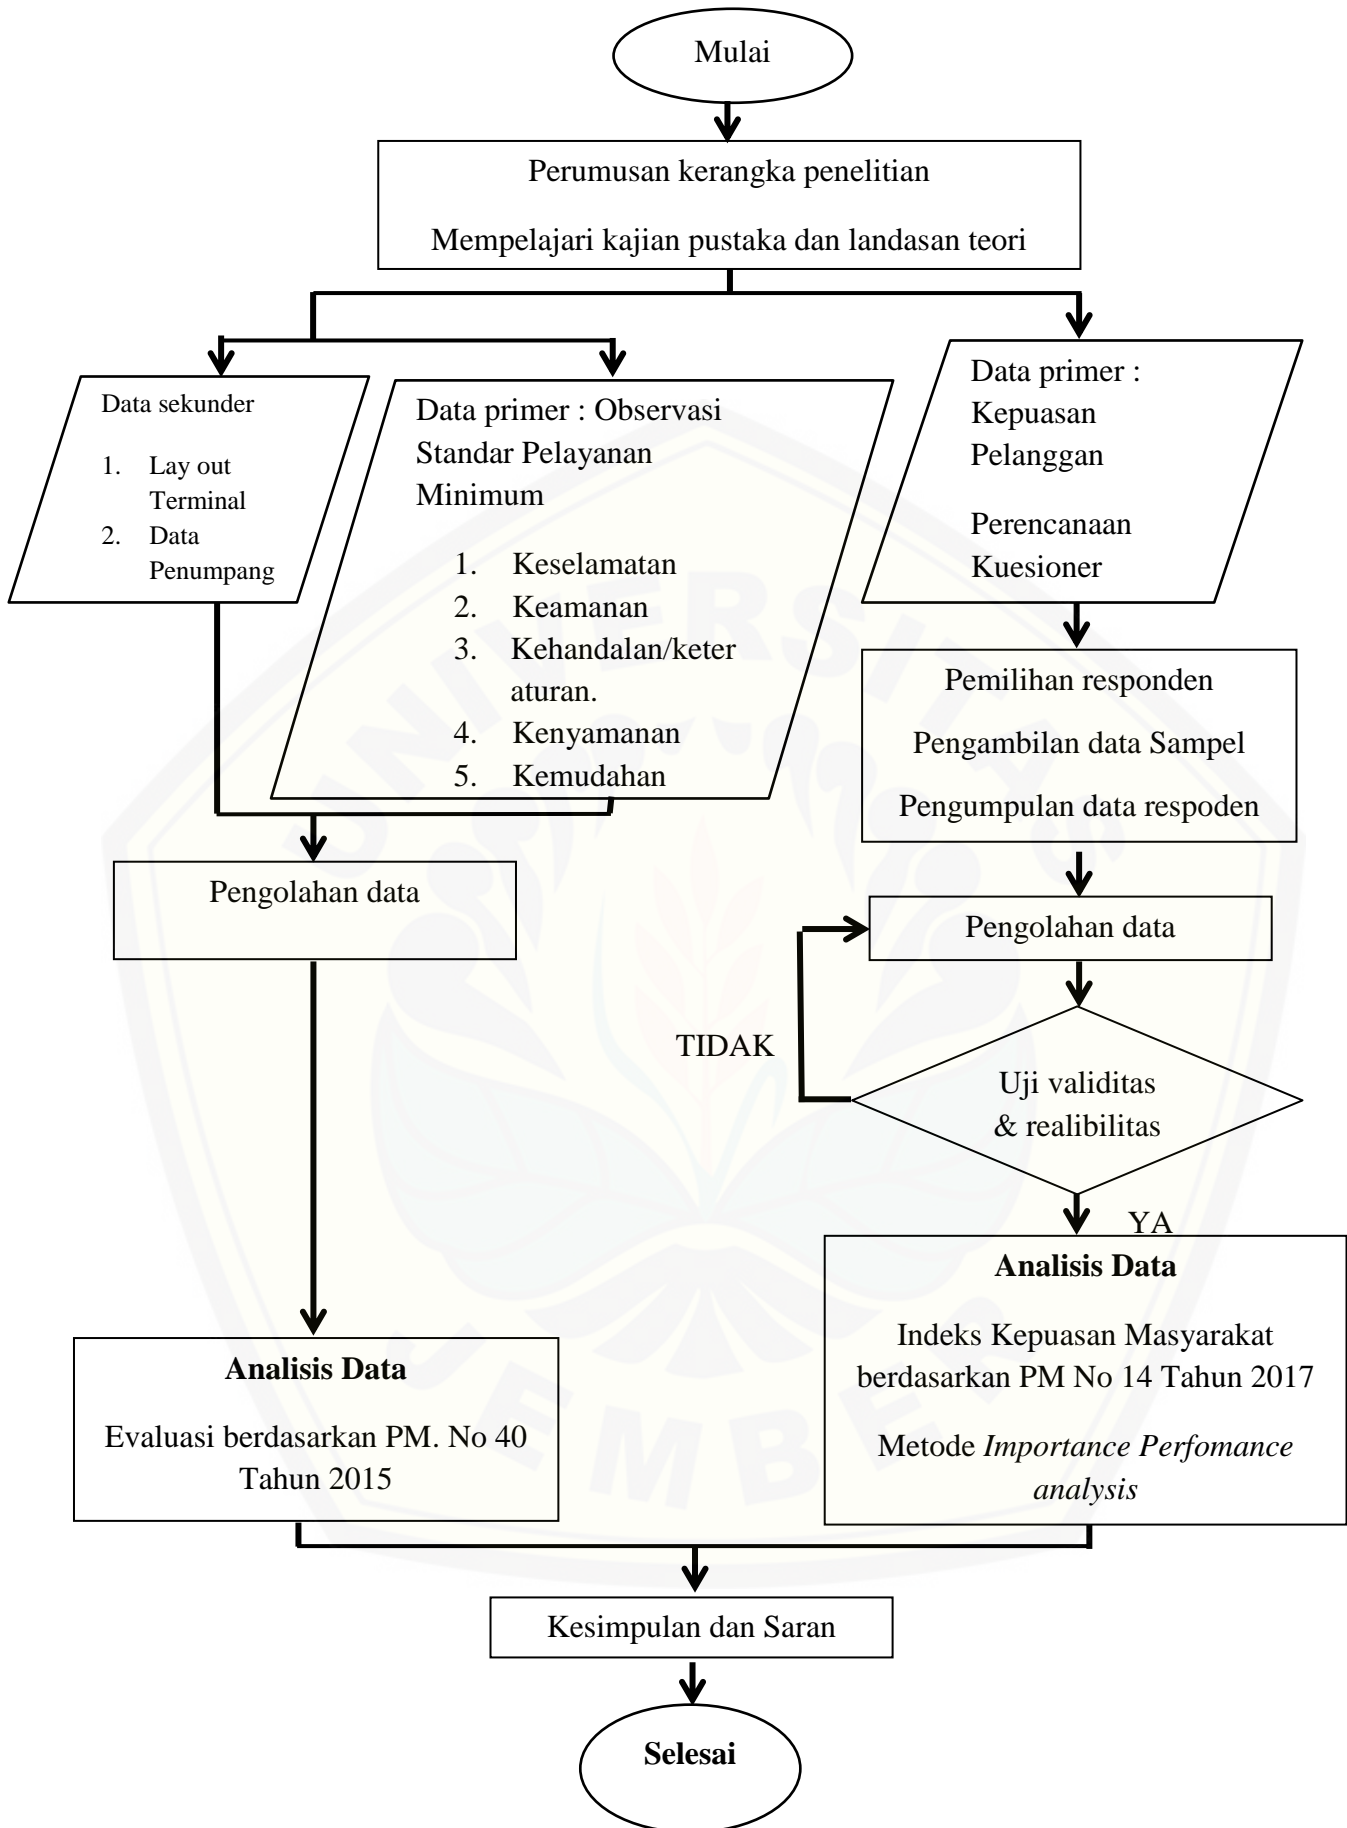 Mulai
Perumusan kerangka penelitian
Mempelajari kajian pustaka dan landasan teori
Data sekunder
1. Lay out
Terminal
2. Data
Penumpang
Data primer : Observasi
Standar Pelayanan
Minimum
1. Keselamatan
2. Keamanan
3. Kehandalan/keter
aturan.
4. Kenyamanan
5. Kemudahan
Data primer :
Kepuasan
Pelanggan
Perencanaan
Kuesioner
Pemilihan responden
Pengambilan data Sampel
Pengumpulan data respoden
Pengolahan data
Pengolahan data
TIDAK
Uji validitas
& realibilitas
YA
Analisis Data
Evaluasi berdasarkan PM. No 40
Tahun 2015
Analisis Data
Indeks Kepuasan Masyarakat
berdasarkan PM No 14 Tahun 2017
Metode Importance Perfomance
analysis
Kesimpulan dan Saran
Selesai
UNIVERSITAS
JEMBER